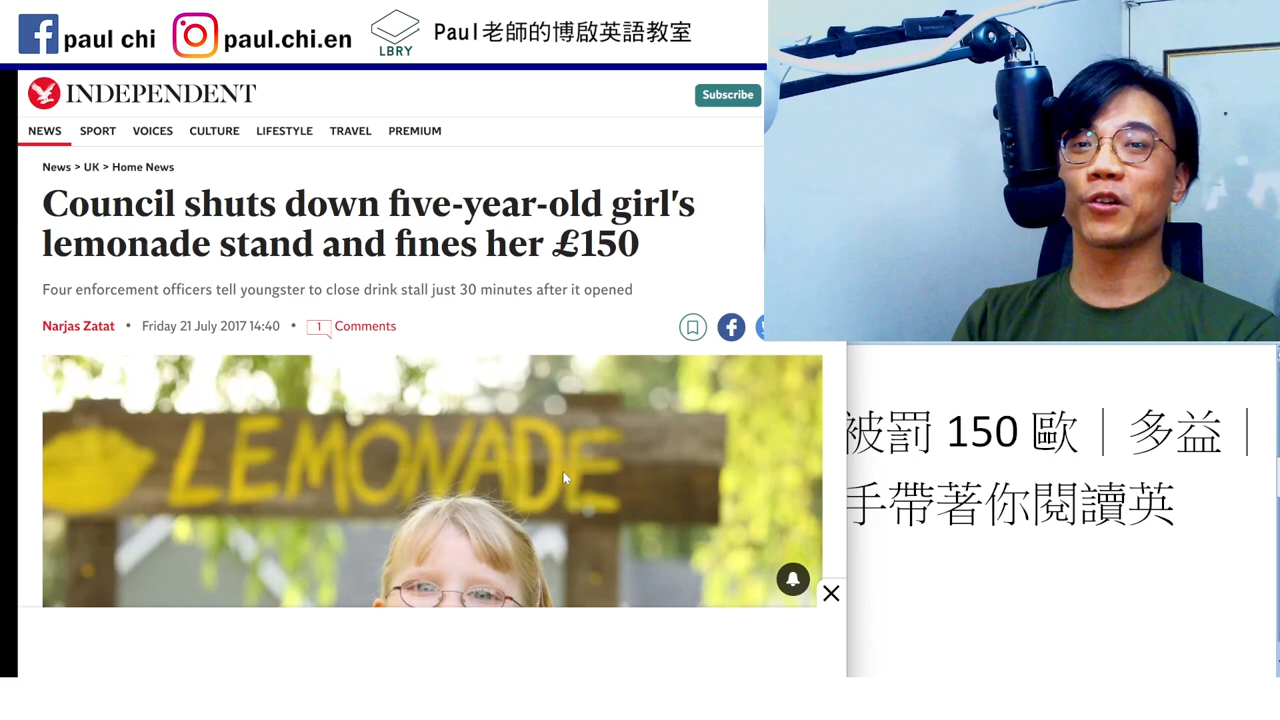 paul chi
paul.chi.en
LBRY
Paul老師的博啟英語教室
INDEPENDENT
Subscribe
NEWS SPORT VOICES CULTURE LIFESTYLE TRAVEL PREMIUM
News > UK > Home News
Council shuts down five-year-old girl's
lemonade stand and fines her £150
Four enforcement officers tell youngster to close drink stall just 30 minutes after it opened
Narjas Zatat • Friday 21 July 2017 14:40 • 1 Comments
LEMONADE
被罰 150 歐｜多益｜
手帶著你閱讀英